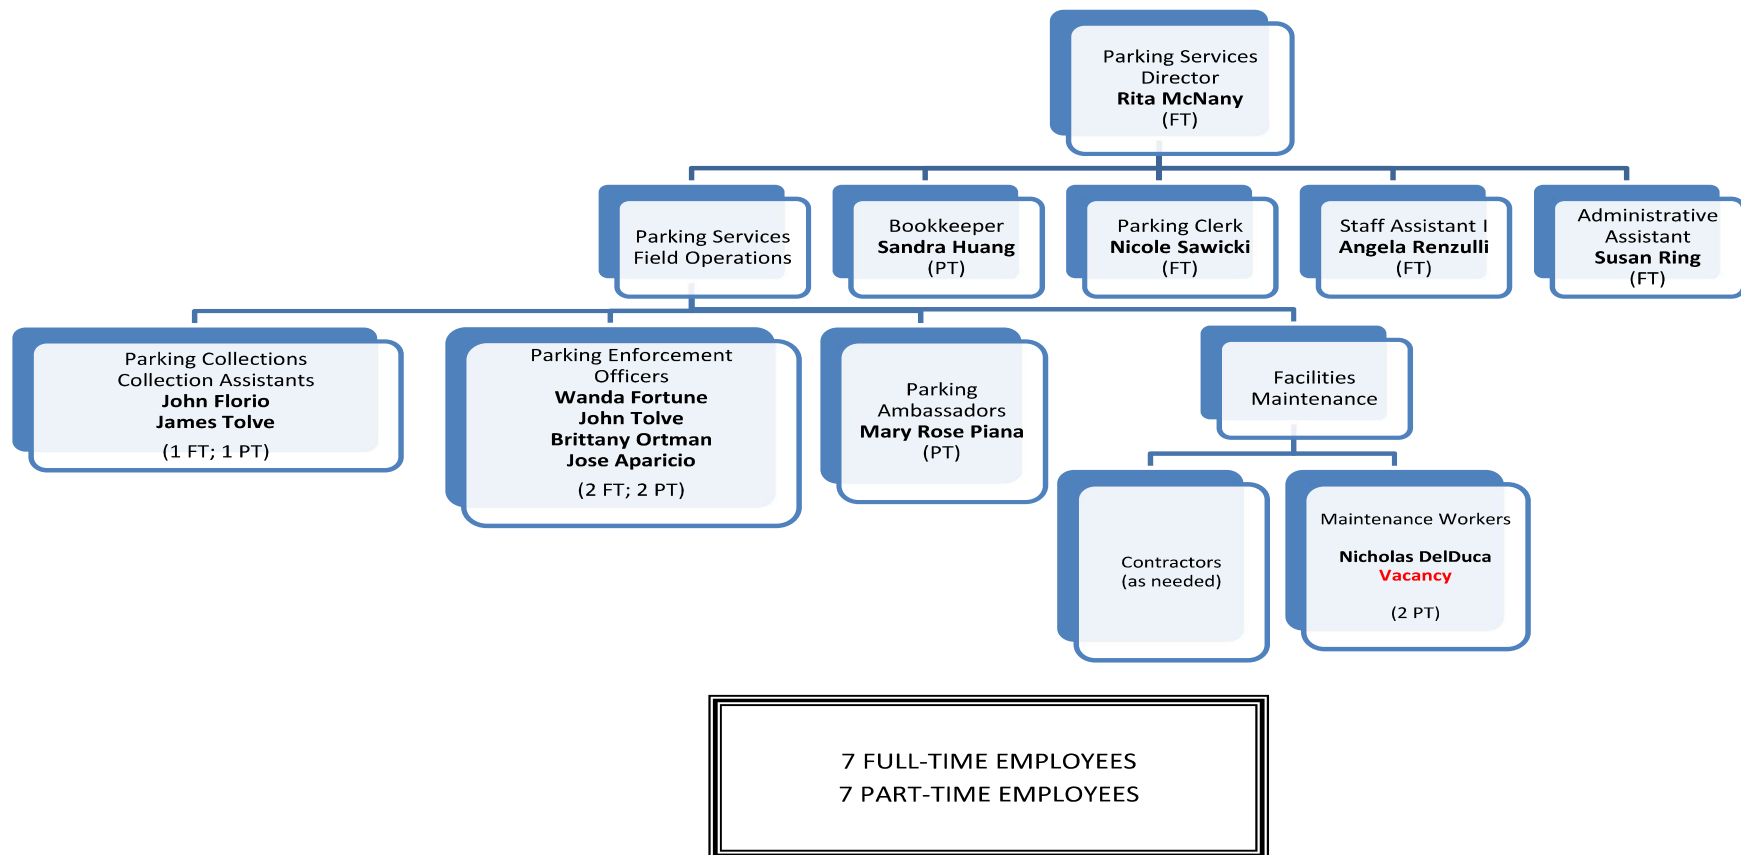 Parking Services
Director
Rita McNany
(FT)
Parking Services
Field Operations
Bookkeeper
Sandra Huang
(PT)
Parking Clerk
Nicole Sawicki
(FT)
Staff Assistant I
Angela Renzulli
(FT)
Administrative
Assistant
Susan Ring
(FT)
Parking Collections
Collection Assistants
John Florio
James Tolve
(1 FT; 1 PT)
Parking Enforcement
Officers
Wanda Fortune
John Tolve
Brittany Ortman
Jose Aparicio
(2 FT; 2 PT)
Parking
Ambassadors
Mary Rose Piana
(PT)
Facilities
Maintenance
Contractors
(as needed)
Maintenance Workers
Nicholas DelDuca
Vacancy
(2 PT)
7 FULL-TIME EMPLOYEES
7 PART-TIME EMPLOYEES